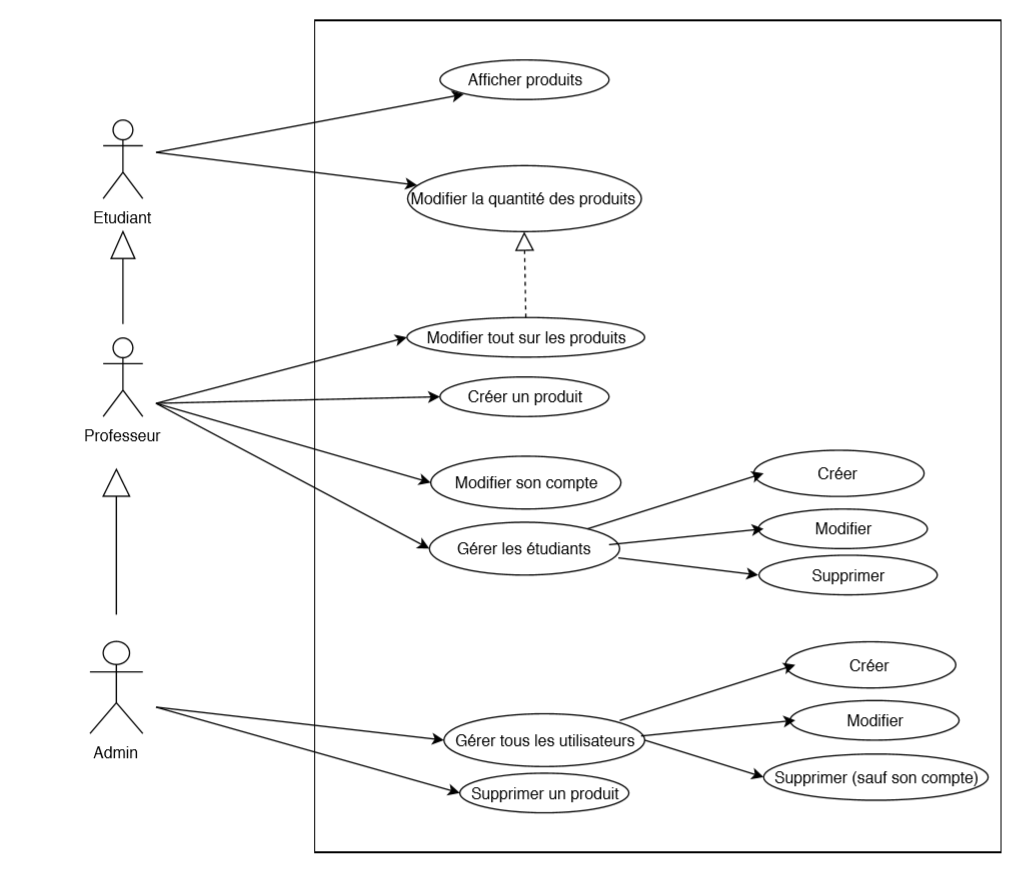 Afficher produits
Etudiant
Modifier la quantité des produits
Modifier tout sur les produits
Créer un produit
Professeur
Modifier son compte
Gérer les étudiants
Créer
Modifier
Supprimer
Admin
Gérer tous les utilisateurs
Supprimer un produit
Créer
Modifier
Supprimer (sauf son compte)